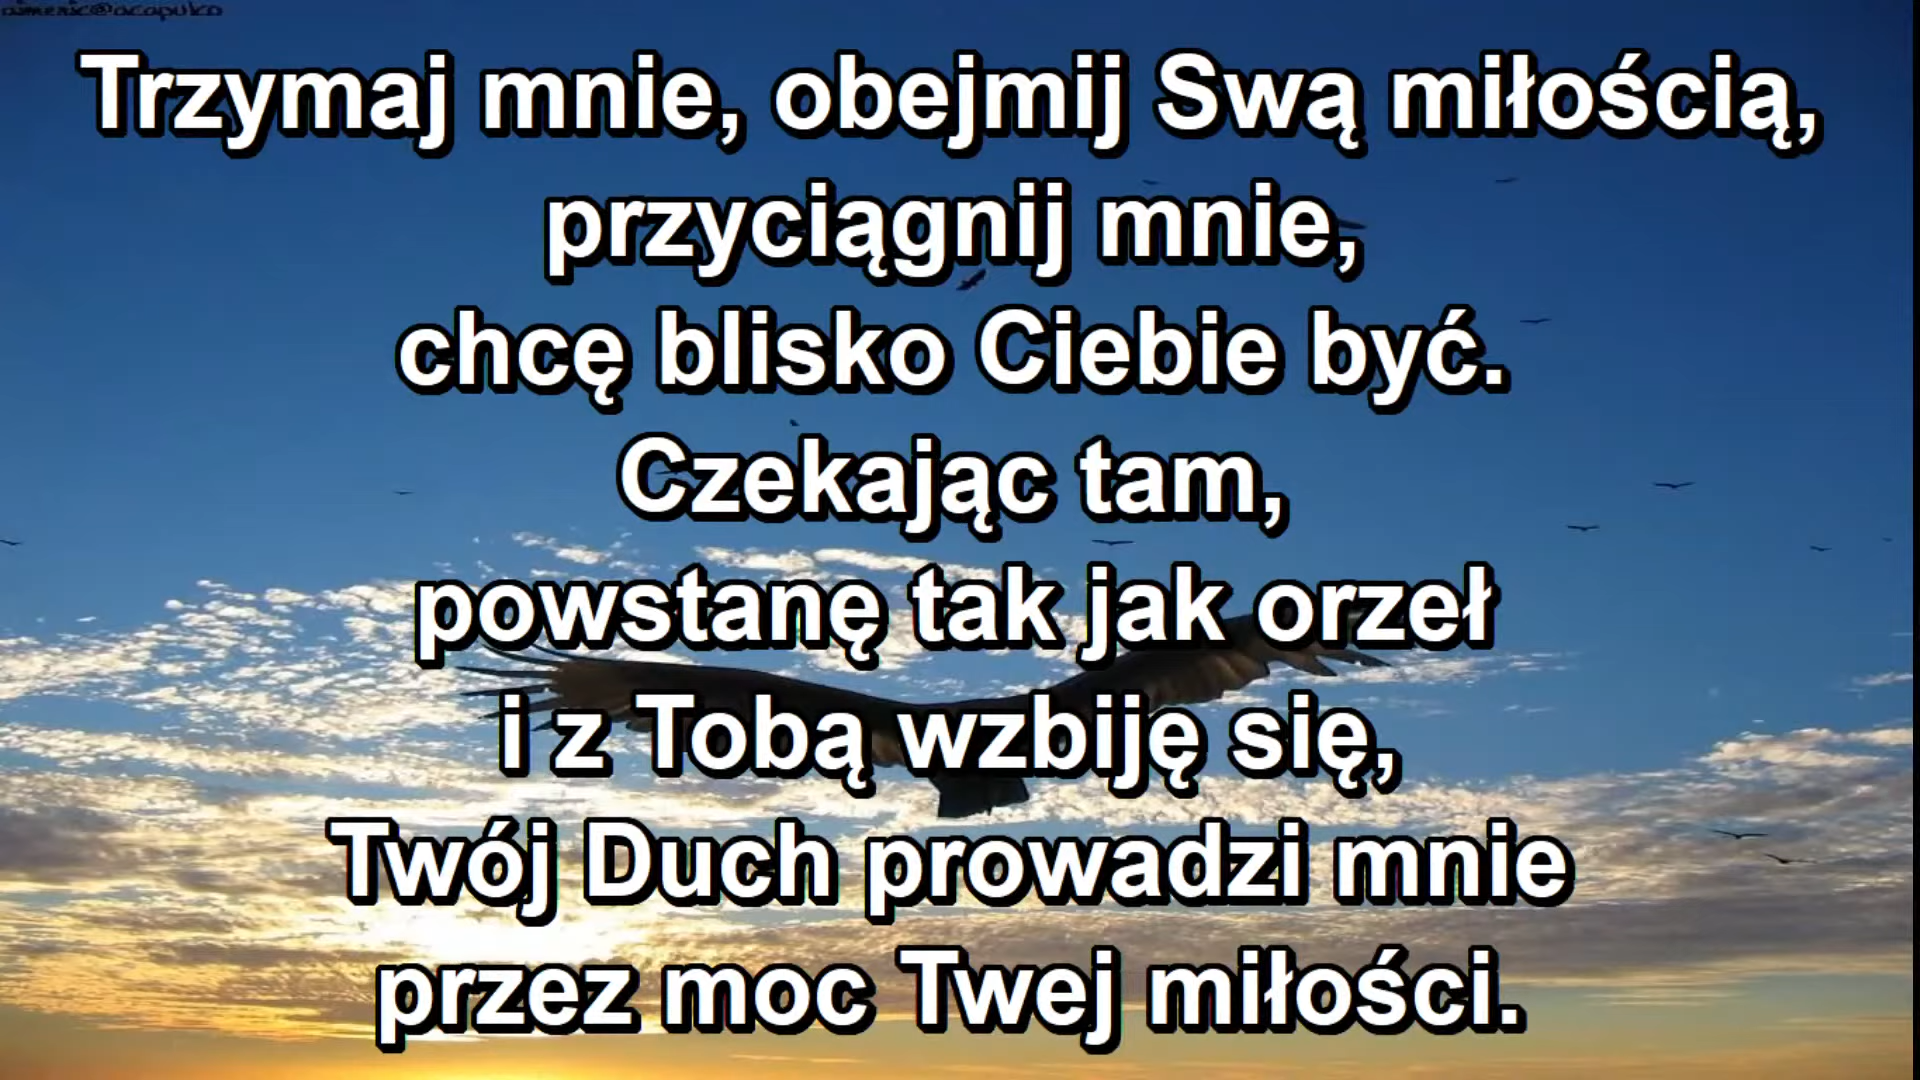 Trzymaj mnie, obejmij Swą miłością,
przyciągnij mnie,
chcę blisko Ciebie być.
Czekając tam,
powstanę tak jak orzeł
i z Tobą wzbiję się,
Twój Duch prowadzi mnie
przez moc Twej miłości.